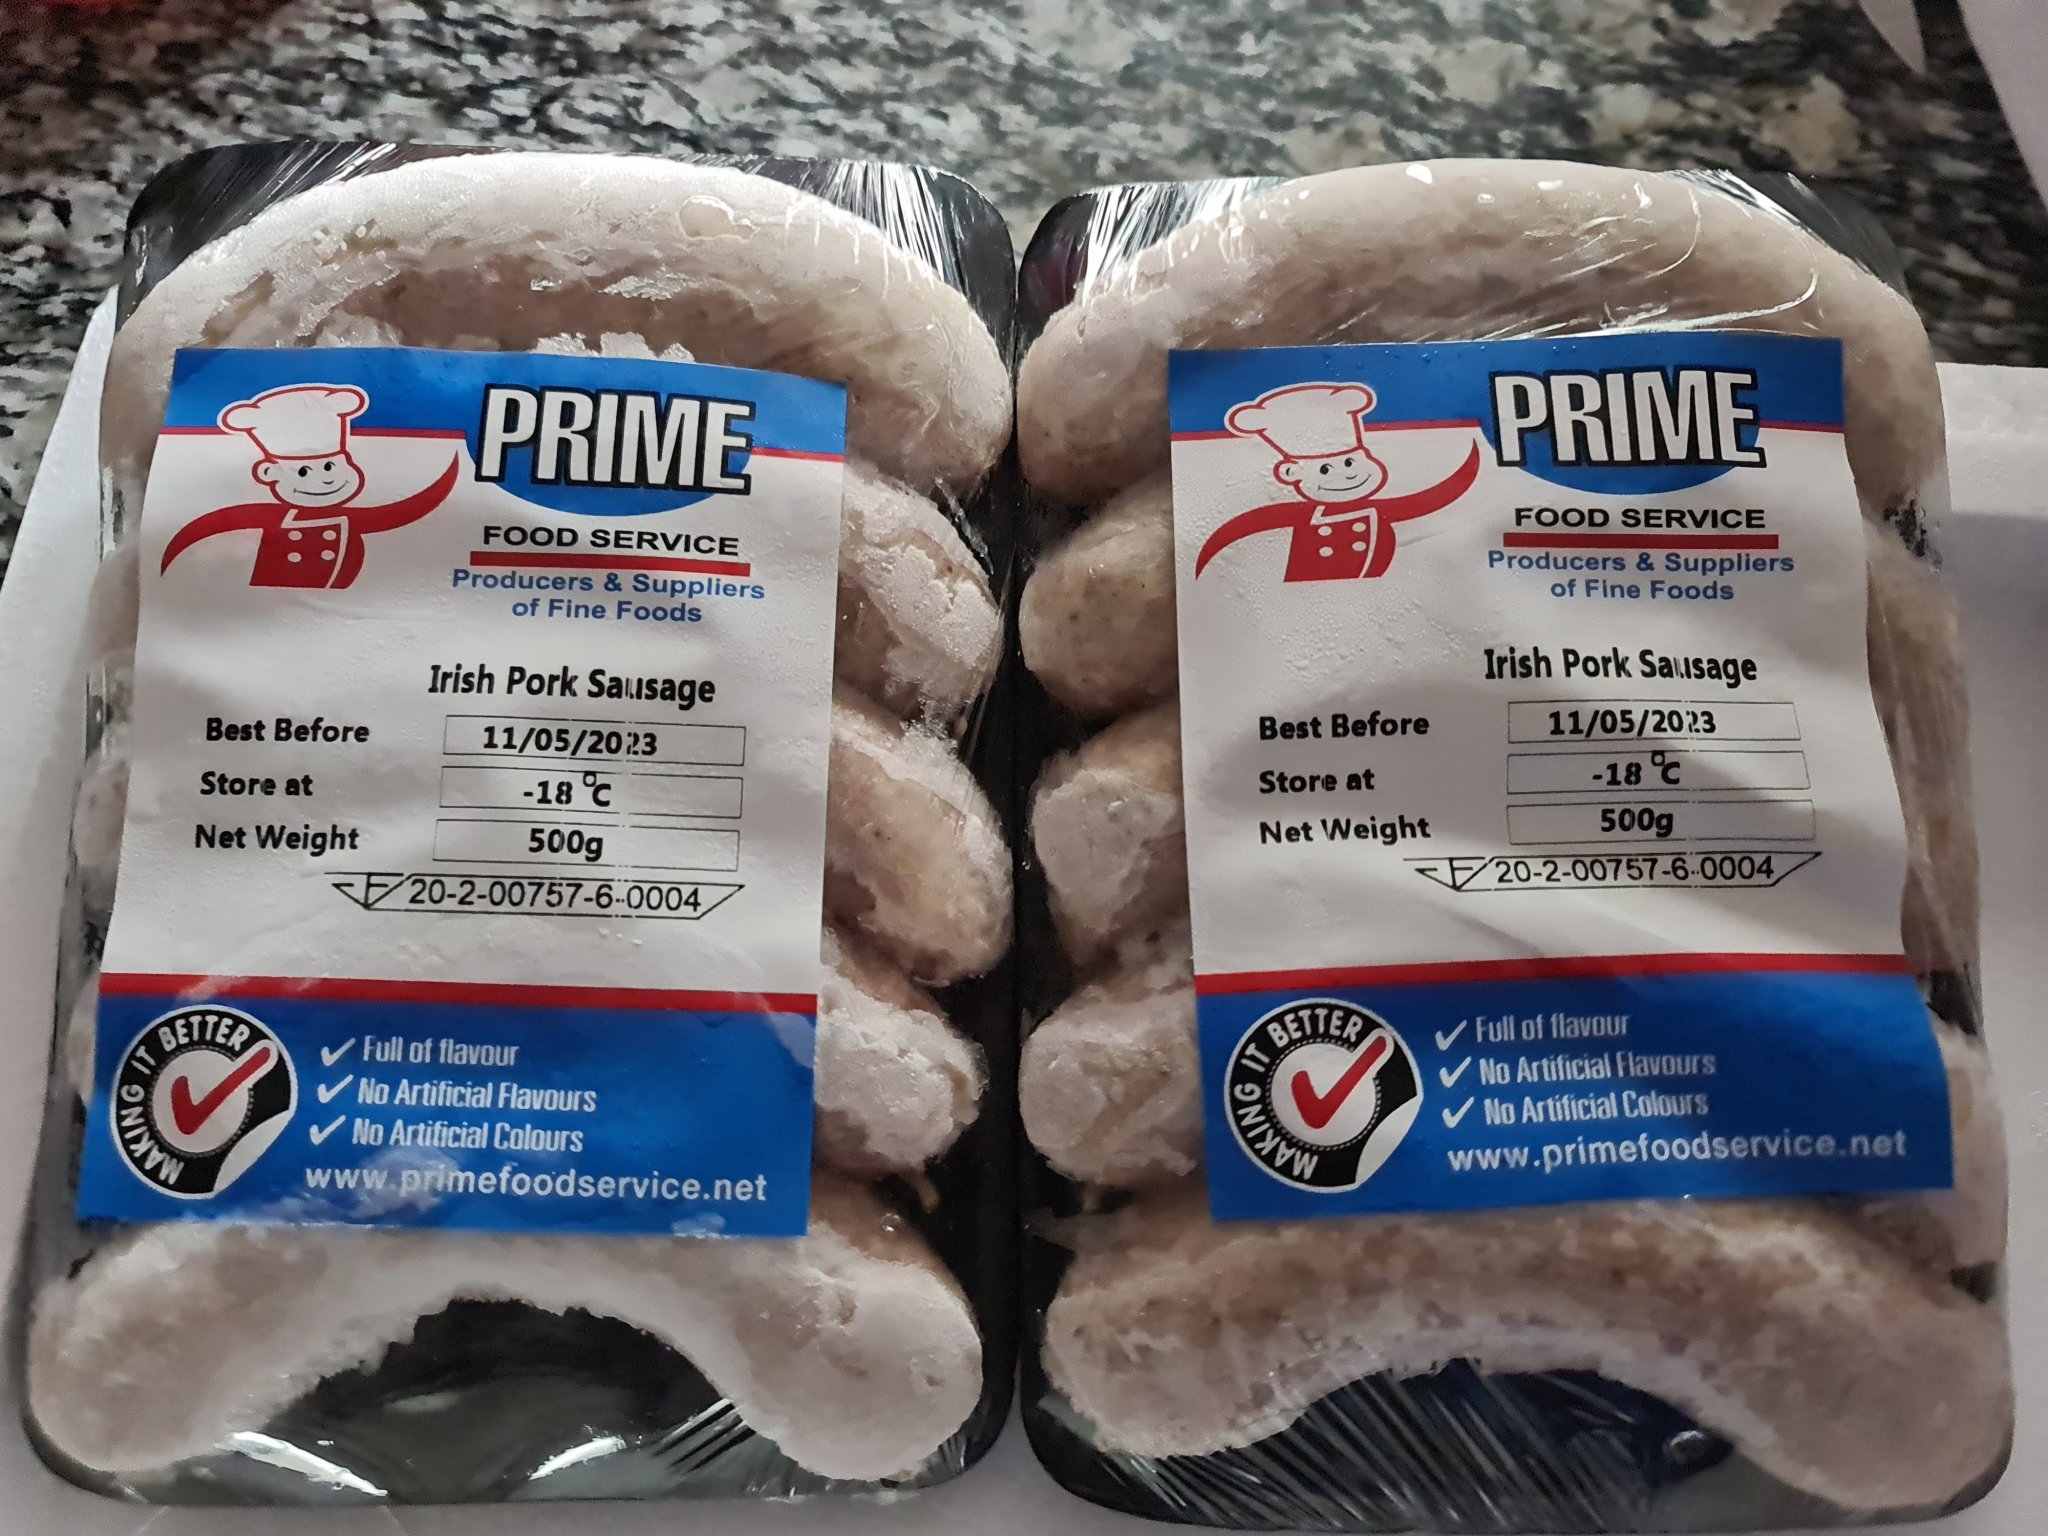 PRIME
FOOD SERVICE
Producers & Suppliers
of Fine Foods
Irish Pork Sausage
Best Before 11/05/2023
Store at -18 °C
Net Weight 500g
F 20-2-00757-6-0004
MAKING IT BETTER
✓ Full of flavour
✓ No Artificial Flavours
✓ No Artificial Colours
www.primefoodservice.net
PRIME
FOOD SERVICE
Producers & Suppliers
of Fine Foods
Irish Pork Sausage
Best Before 11/05/2023
Store at -18 °C
Net Weight 500g
F 20-2-00757-6-0004
MAKING IT BETTER
✓ Full of flavour
✓ No Artificial Flavours
✓ No Artificial Colours
www.primefoodservice.net